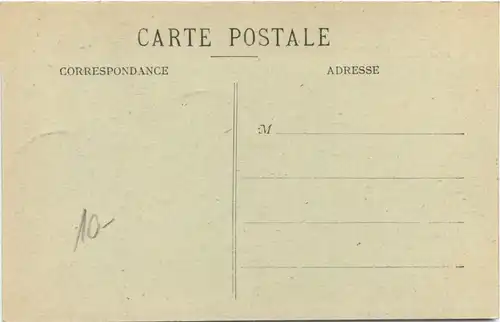 CARTE POSTALE
CORRESPONDANCE
ADRESSE
M
10-